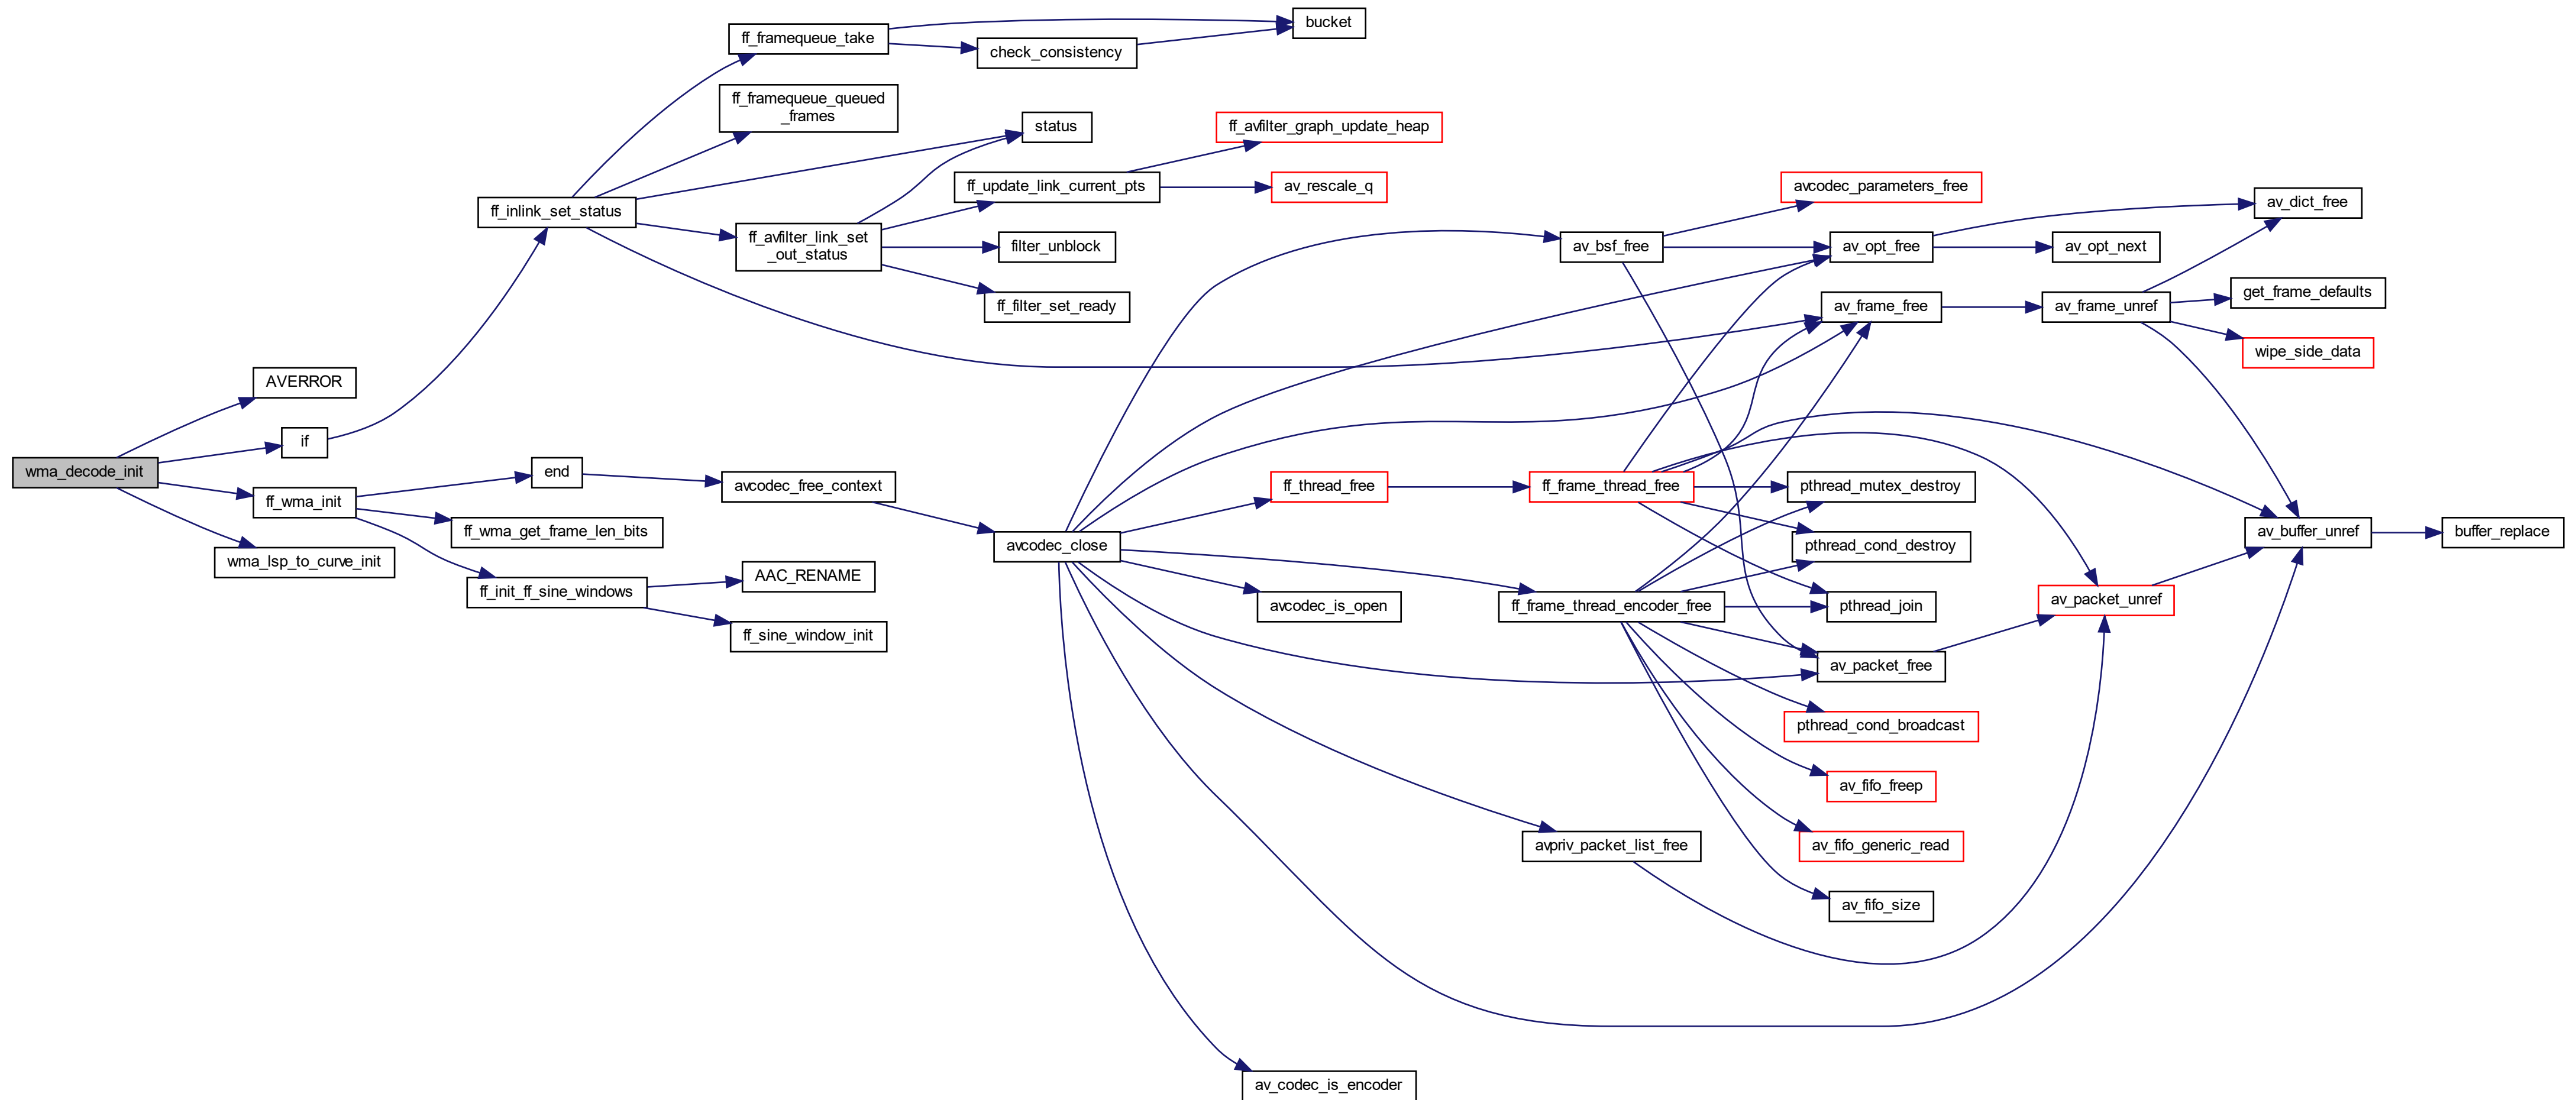 wma_decode_init
AVERROR
if
ff_wma_init
wma_lsp_to_curve_init
ff_inlink_set_status
end
ff_wma_get_frame_len_bits
ff_init_ff_sine_windows
ff_framequeue_take
ff_framequeue_queued
_frames
ff_avfilter_link_set
_out_status
avcodec_free_context
AAC_RENAME
ff_sine_window_init
check_consistency
status
ff_update_link_current_pts
filter_unblock
ff_filter_set_ready
avcodec_close
bucket
ff_avfilter_graph_update_heap
av_rescale_q
ff_thread_free
avcodec_is_open
av_codec_is_encoder
av_bsf_free
ff_frame_thread_free
ff_frame_thread_encoder_free
avpriv_packet_list_free
avcodec_parameters_free
av_opt_free
av_frame_free
pthread_mutex_destroy
pthread_cond_destroy
pthread_join
av_packet_free
pthread_cond_broadcast
av_fifo_freep
av_fifo_generic_read
av_fifo_size
av_opt_next
av_frame_unref
av_packet_unref
av_dict_free
get_frame_defaults
wipe_side_data
av_buffer_unref
buffer_replace